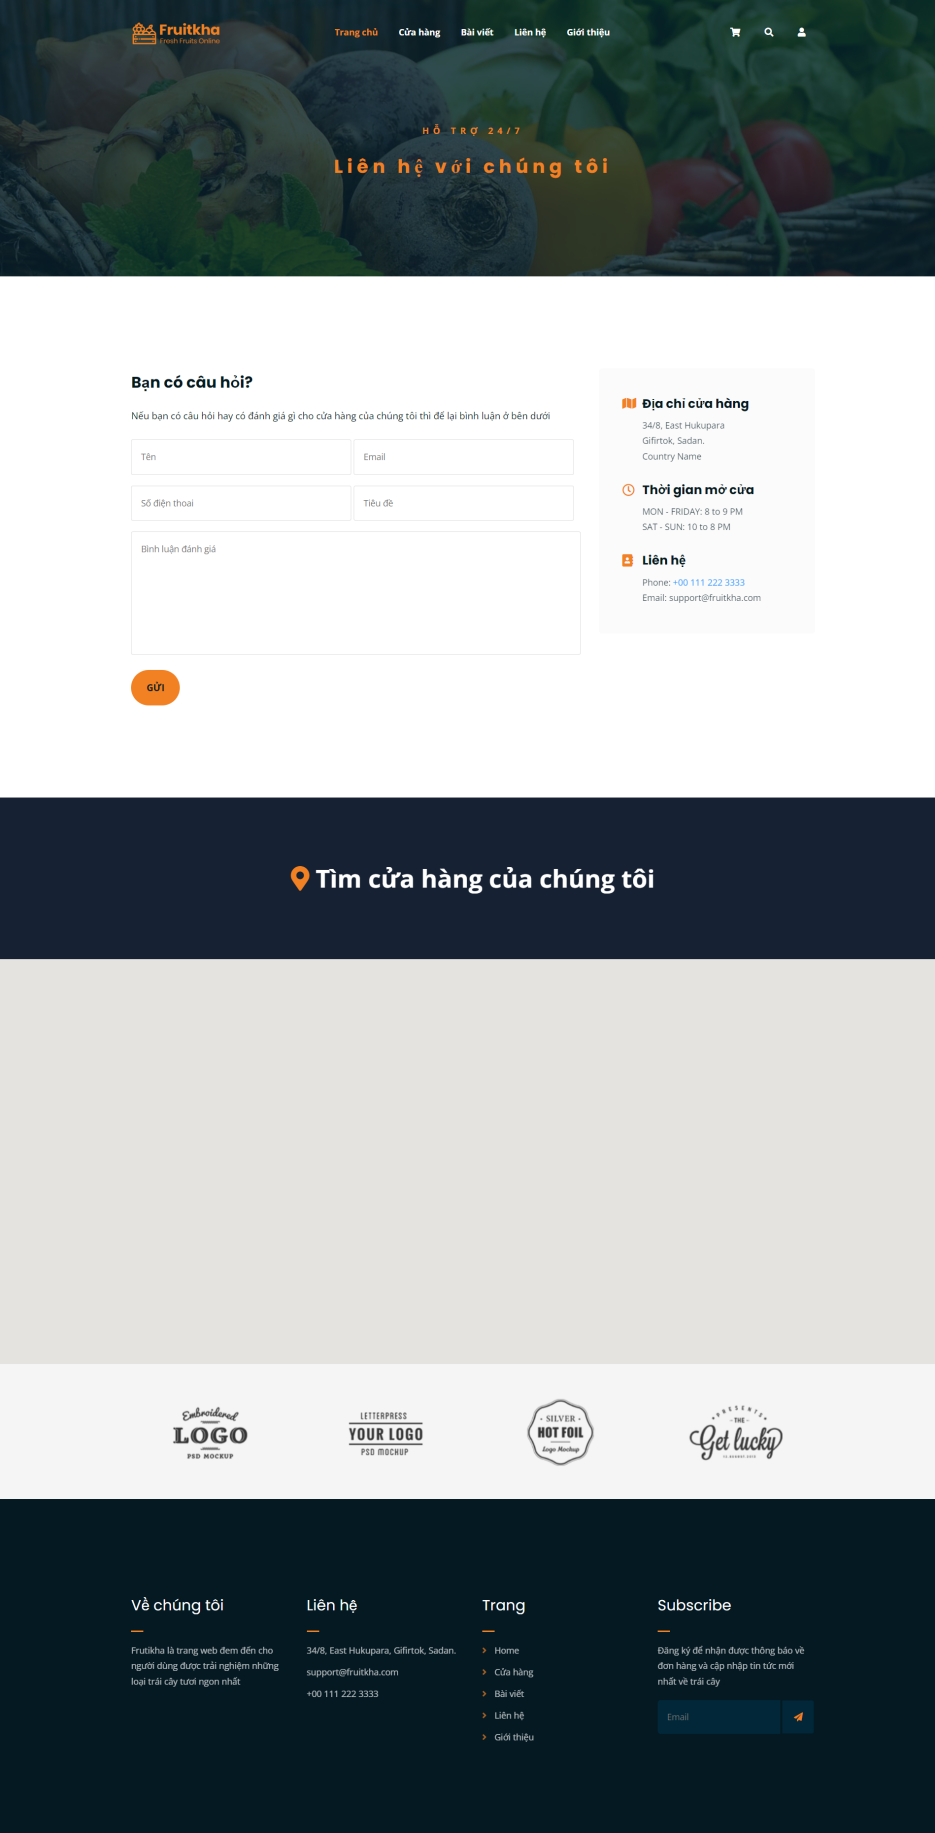 Fruitkha
Fresh Fruits Online
Trang chủ
Cửa hàng
Bài viết
Liên hệ
Giới thiệu
HỖ TRỢ 24/7
Liên hệ với chúng tôi
Bạn có câu hỏi?
Nếu bạn có câu hỏi hay có đánh giá gì cho cửa hàng của chúng tôi thì để lại bình luận ở bên dưới
Tên
Email
Số điện thoai
Tiêu đề
Bình luận đánh giá
GỬI
Địa chỉ cửa hàng
34/8, East Hukupara
Gifirtok, Sadan.
Country Name
Thời gian mở cửa
MON - FRIDAY: 8 to 9 PM
SAT - SUN: 10 to 8 PM
Liên hệ
Phone: +00 111 222 3333
Email: support@fruitkha.com
Tìm cửa hàng của chúng tôi
Embroidered
LOGO
PSD MOCKUP
LETTERPRESS
YOUR LOGO
PSD MOCKUP
SILVER
HOT FOIL
Logo Mockup
PRESENTS
- THE -
Get lucky
Về chúng tôi
Frutikha là trang web đem đến cho
người dùng được trải nghiệm những
loại trái cây tươi ngon nhất
Liên hệ
34/8, East Hukupara, Gifirtok, Sadan.
support@fruitkha.com
+00 111 222 3333
Trang
Home
Cửa hàng
Bài viết
Liên hệ
Giới thiệu
Subscribe
Đăng ký để nhận được thông báo về
đơn hàng và cập nhập tin tức mới
nhất về trái cây
Email